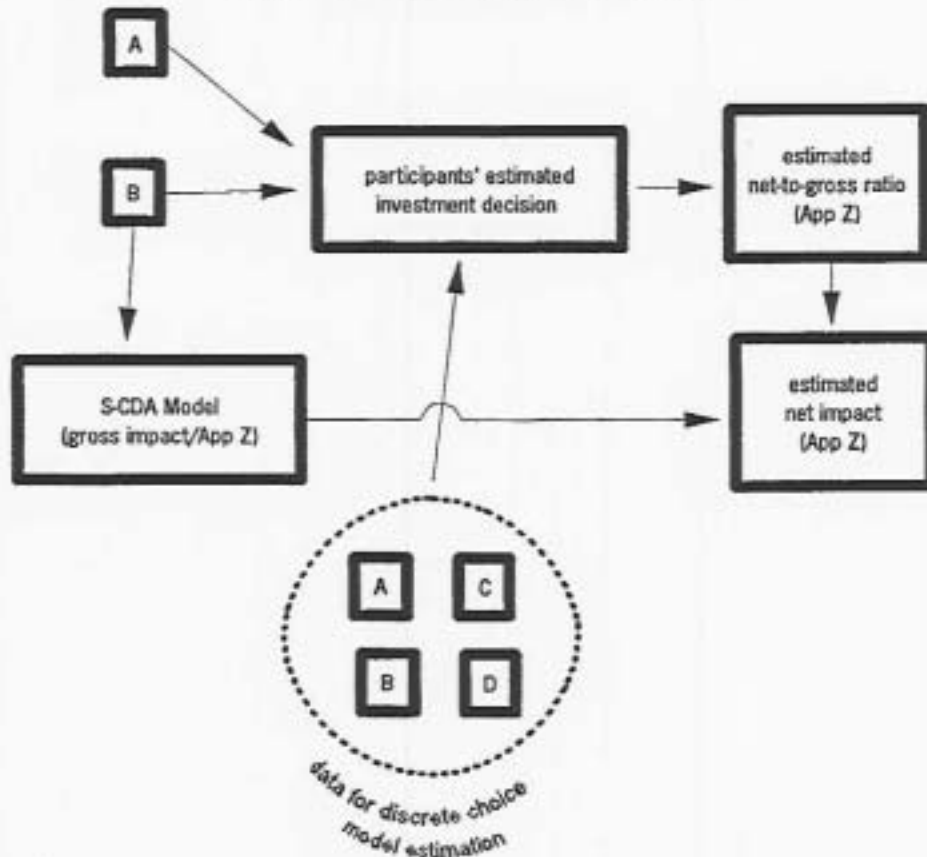 A
B
participants' estimated
investment decision
estimated
net-to-gross ratio
(App Z)
S-CDA Model
(gross impact/App Z)
estimated
net impact
(App Z)
A
C
B
D
data for discrete choice
model estimation